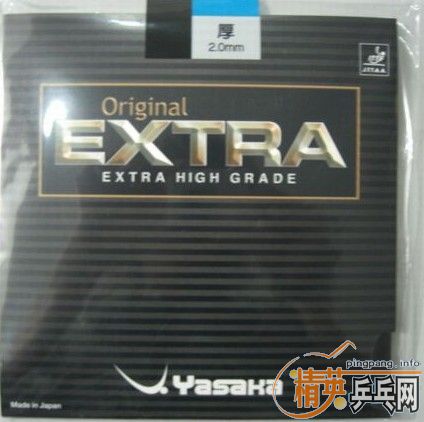 厚
2.0mm
JTTAA
Original
EXTRA
EXTRA HIGH GRADE
Yasaka
Made in Japan
pingpang.info
精英乒乓网